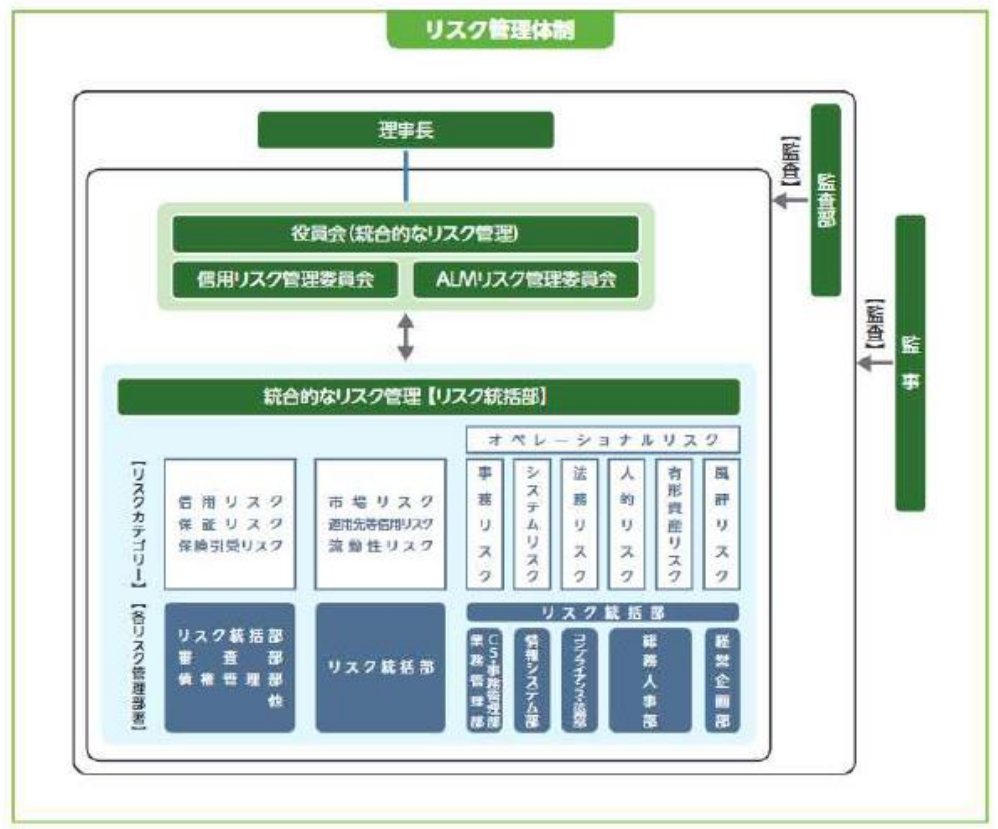 リスク管理体制
理事長
役員会(統合的なリスク管理)
信用リスク管理委員会
ALMリスク管理委員会
【監査】
監査部
【監査】
監事
統合的なリスク管理【リスク統括部】
【リスクカテゴリー】
信用リスク
保証リスク
保険引受リスク
市場リスク
運用先等信用リスク
流動性リスク
オペレーショナルリスク
事務リスク
システムリスク
法務リスク
人的リスク
有形資産リスク
風評リスク
【各リスク管理部署】
リスク統括部
審査部
債権管理部
他
リスク統括部
リスク統括部
CS・事務管理部
業務管理部
情報システム部
コンプライアンス・法務部
総務人事部
経営企画部